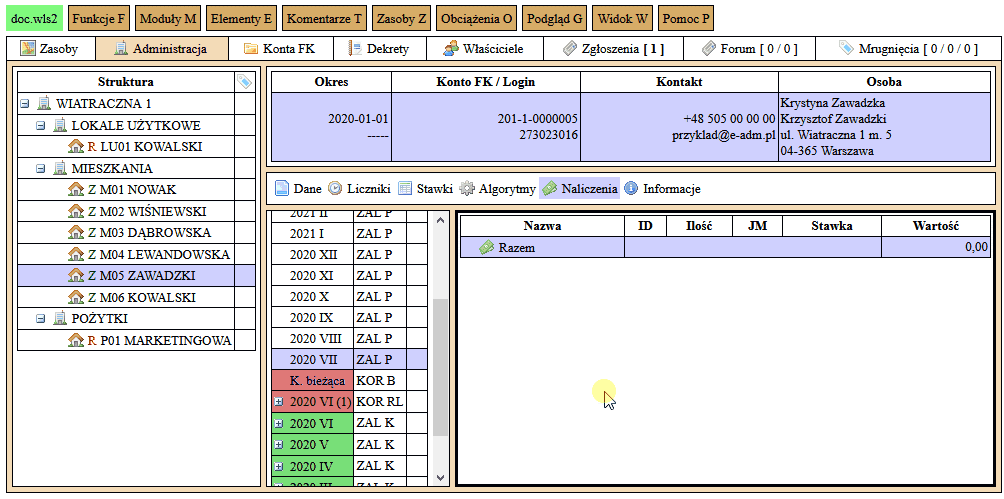 doc.wls2 Funkcje F Moduły M Elementy E Komentarze T Zasoby Z Obciążenia O Podgląd G Widok W Pomoc P
Zasoby Administracja Konta FK Dekrety Właściciele Zgłoszenia [ 1 ] Forum [ 0 / 0 ] Mrugnięcia [ 0 / 0 / 0 ]
Struktura
WIATRACZNA 1
LOKALE UŻYTKOWE
R LU01 KOWALSKI
MIESZKANIA
Z M01 NOWAK
Z M02 WIŚNIEWSKI
Z M03 DĄBROWSKA
Z M04 LEWANDOWSKA
Z M05 ZAWADZKI
Z M06 KOWALSKI
POŻYTKI
R P01 MARKETINGOWA
Okres Konto FK / Login Kontakt Osoba
Krystyna Zawadzka
2020-01-01 201-1-0000005 +48 505 00 00 00 Krzysztof Zawadzki
----- 273023016 przyklad@e-adm.pl ul. Wiatraczna 1 m. 5
04-365 Warszawa
Dane Liczniki Stawki Algorytmy Naliczenia Informacje
2021 II ZAL P
2021 I ZAL P
2020 XII ZAL P
2020 XI ZAL P
2020 X ZAL P
2020 IX ZAL P
2020 VIII ZAL P
2020 VII ZAL P
K. bieżąca KOR B
2020 VI (1) KOR RL
2020 VI ZAL K
2020 V ZAL K
2020 IV ZAL K
2020 III ZAL K
Nazwa ID Ilość JM Stawka Wartość
Razem 0,00